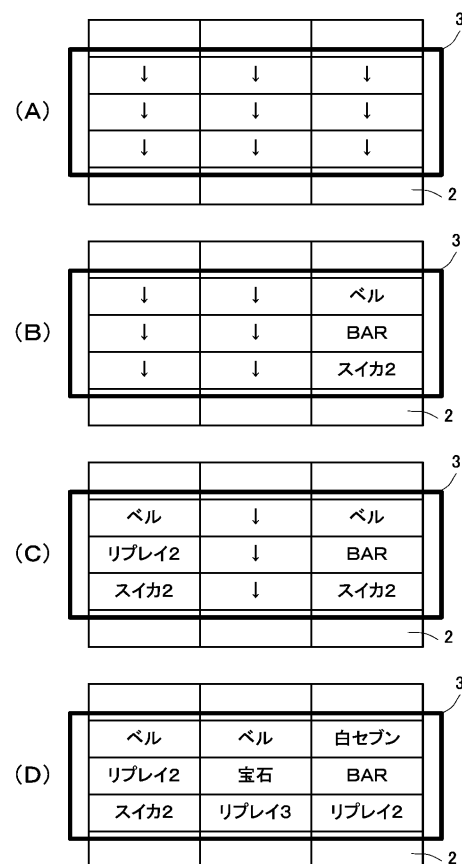 3
↓ ↓ ↓
(A) ↓ ↓ ↓
↓ ↓ ↓
2
3
↓ ↓ ベル
(B) ↓ ↓ BAR
↓ ↓ スイカ2
2
3
ベル ↓ ベル
(C) リプレイ2 ↓ BAR
スイカ2 ↓ スイカ2
2
3
ベル ベル 白セブン
(D) リプレイ2 宝石 BAR
スイカ2 リプレイ3 リプレイ2
2